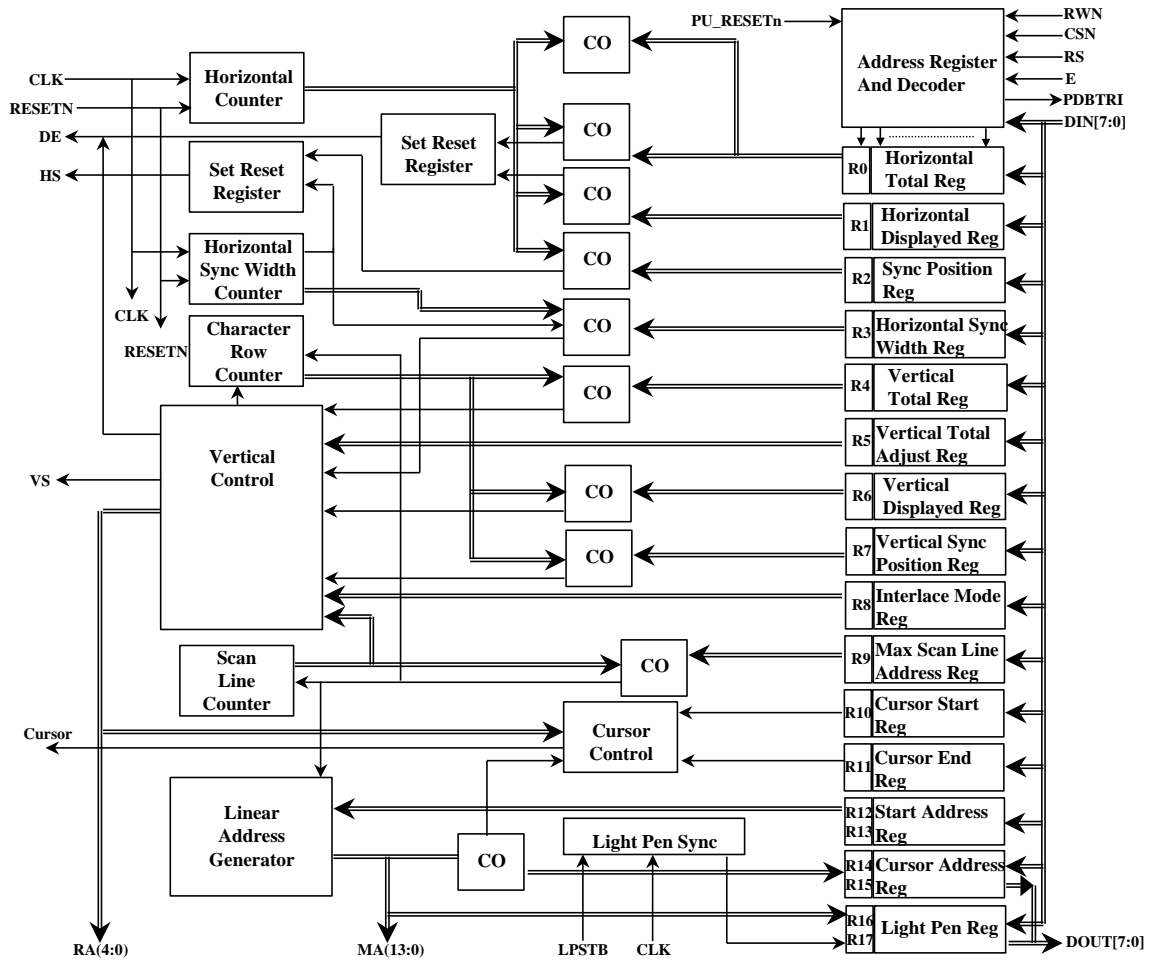 PU_RESETn
RWN
CSN
RS
E
PDBTRI
DIN[7:0]
Address Register
And Decoder
CLK
RESETN
DE
HS
Horizontal
Counter
CO
CO
CO
CO
CO
CO
CO
CO
CO
CO
Set Reset
Register
Set Reset
Register
Horizontal
Sync Width
Counter
CLK
RESETN
Character
Row
Counter
Vertical
Control
VS
Scan
Line
Counter
Cursor
Cursor
Control
Linear
Address
Generator
Light Pen Sync
R0
Horizontal
Total Reg
R1
Horizontal
Displayed Reg
R2
Sync Position
Reg
R3
Horizontal Sync
Width Reg
R4
Vertical
Total Reg
R5
Vertical Total
Adjust Reg
R6
Vertical
Displayed Reg
R7
Vertical Sync
Position Reg
R8
Interlace Mode
Reg
R9
Max Scan Line
Address Reg
R10
Cursor Start
Reg
R11
Cursor End
Reg
R12
R13
Start Address
Reg
R14
R15
Cursor Address
Reg
R16
R17
Light Pen Reg
RA(4:0)
MA(13:0)
LPSTB
CLK
DOUT[7:0]